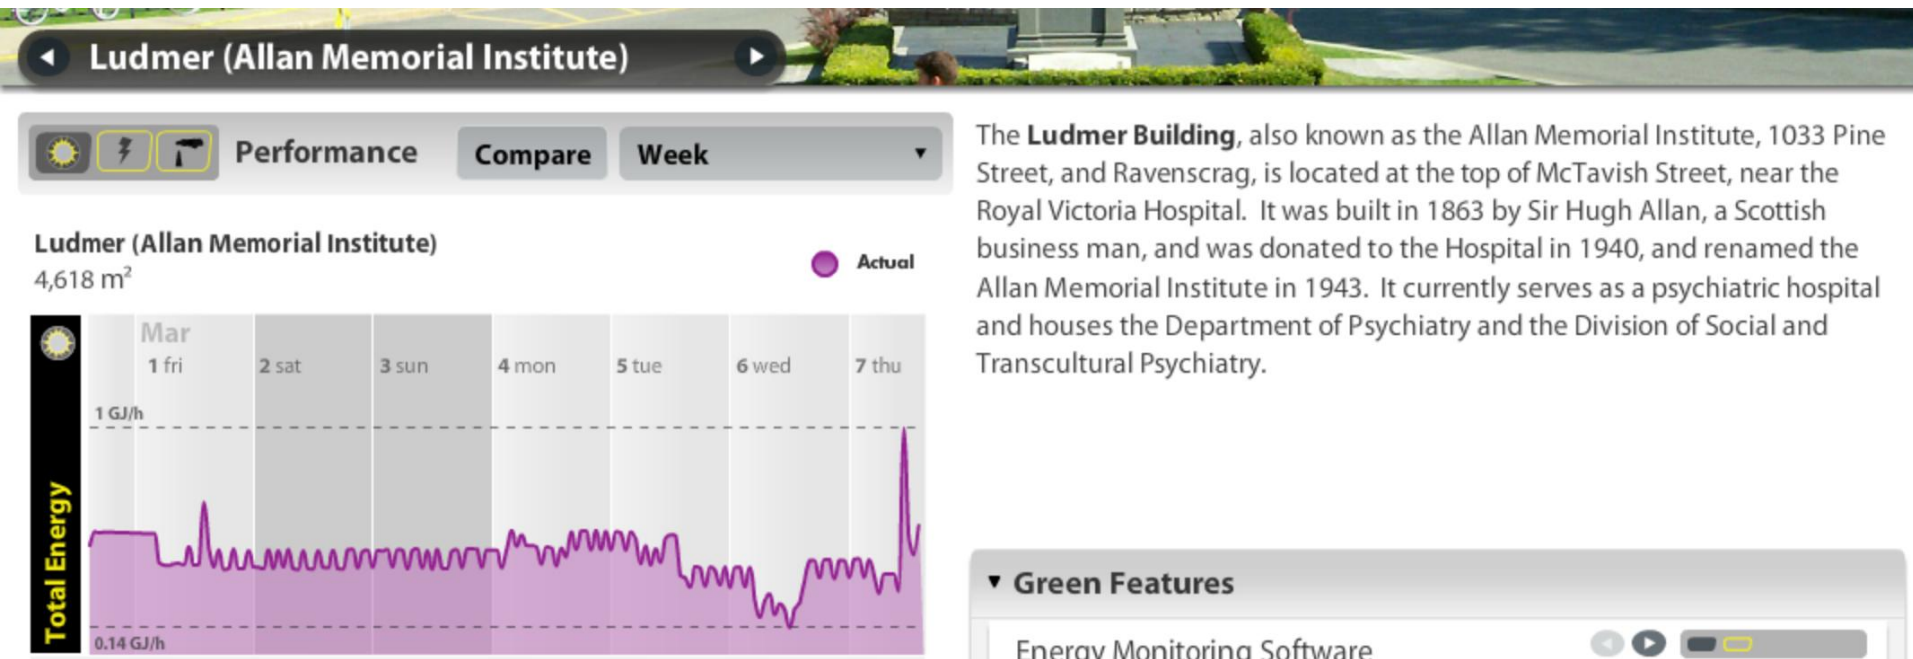 Ludmer (Allan Memorial Institute)
Performance
Compare
Week
Ludmer (Allan Memorial Institute)
4,618 m²
Actual
Mar
1 fri
2 sat
3 sun
4 mon
5 tue
6 wed
7 thu
1 GJ/h
Total Energy
0.14 GJ/h
The Ludmer Building, also known as the Allan Memorial Institute, 1033 Pine
Street, and Ravenscrag, is located at the top of McTavish Street, near the
Royal Victoria Hospital.  It was built in 1863 by Sir Hugh Allan, a Scottish
business man, and was donated to the Hospital in 1940, and renamed the
Allan Memorial Institute in 1943.  It currently serves as a psychiatric hospital
and houses the Department of Psychiatry and the Division of Social and
Transcultural Psychiatry.
Green Features
Energy Monitoring Software